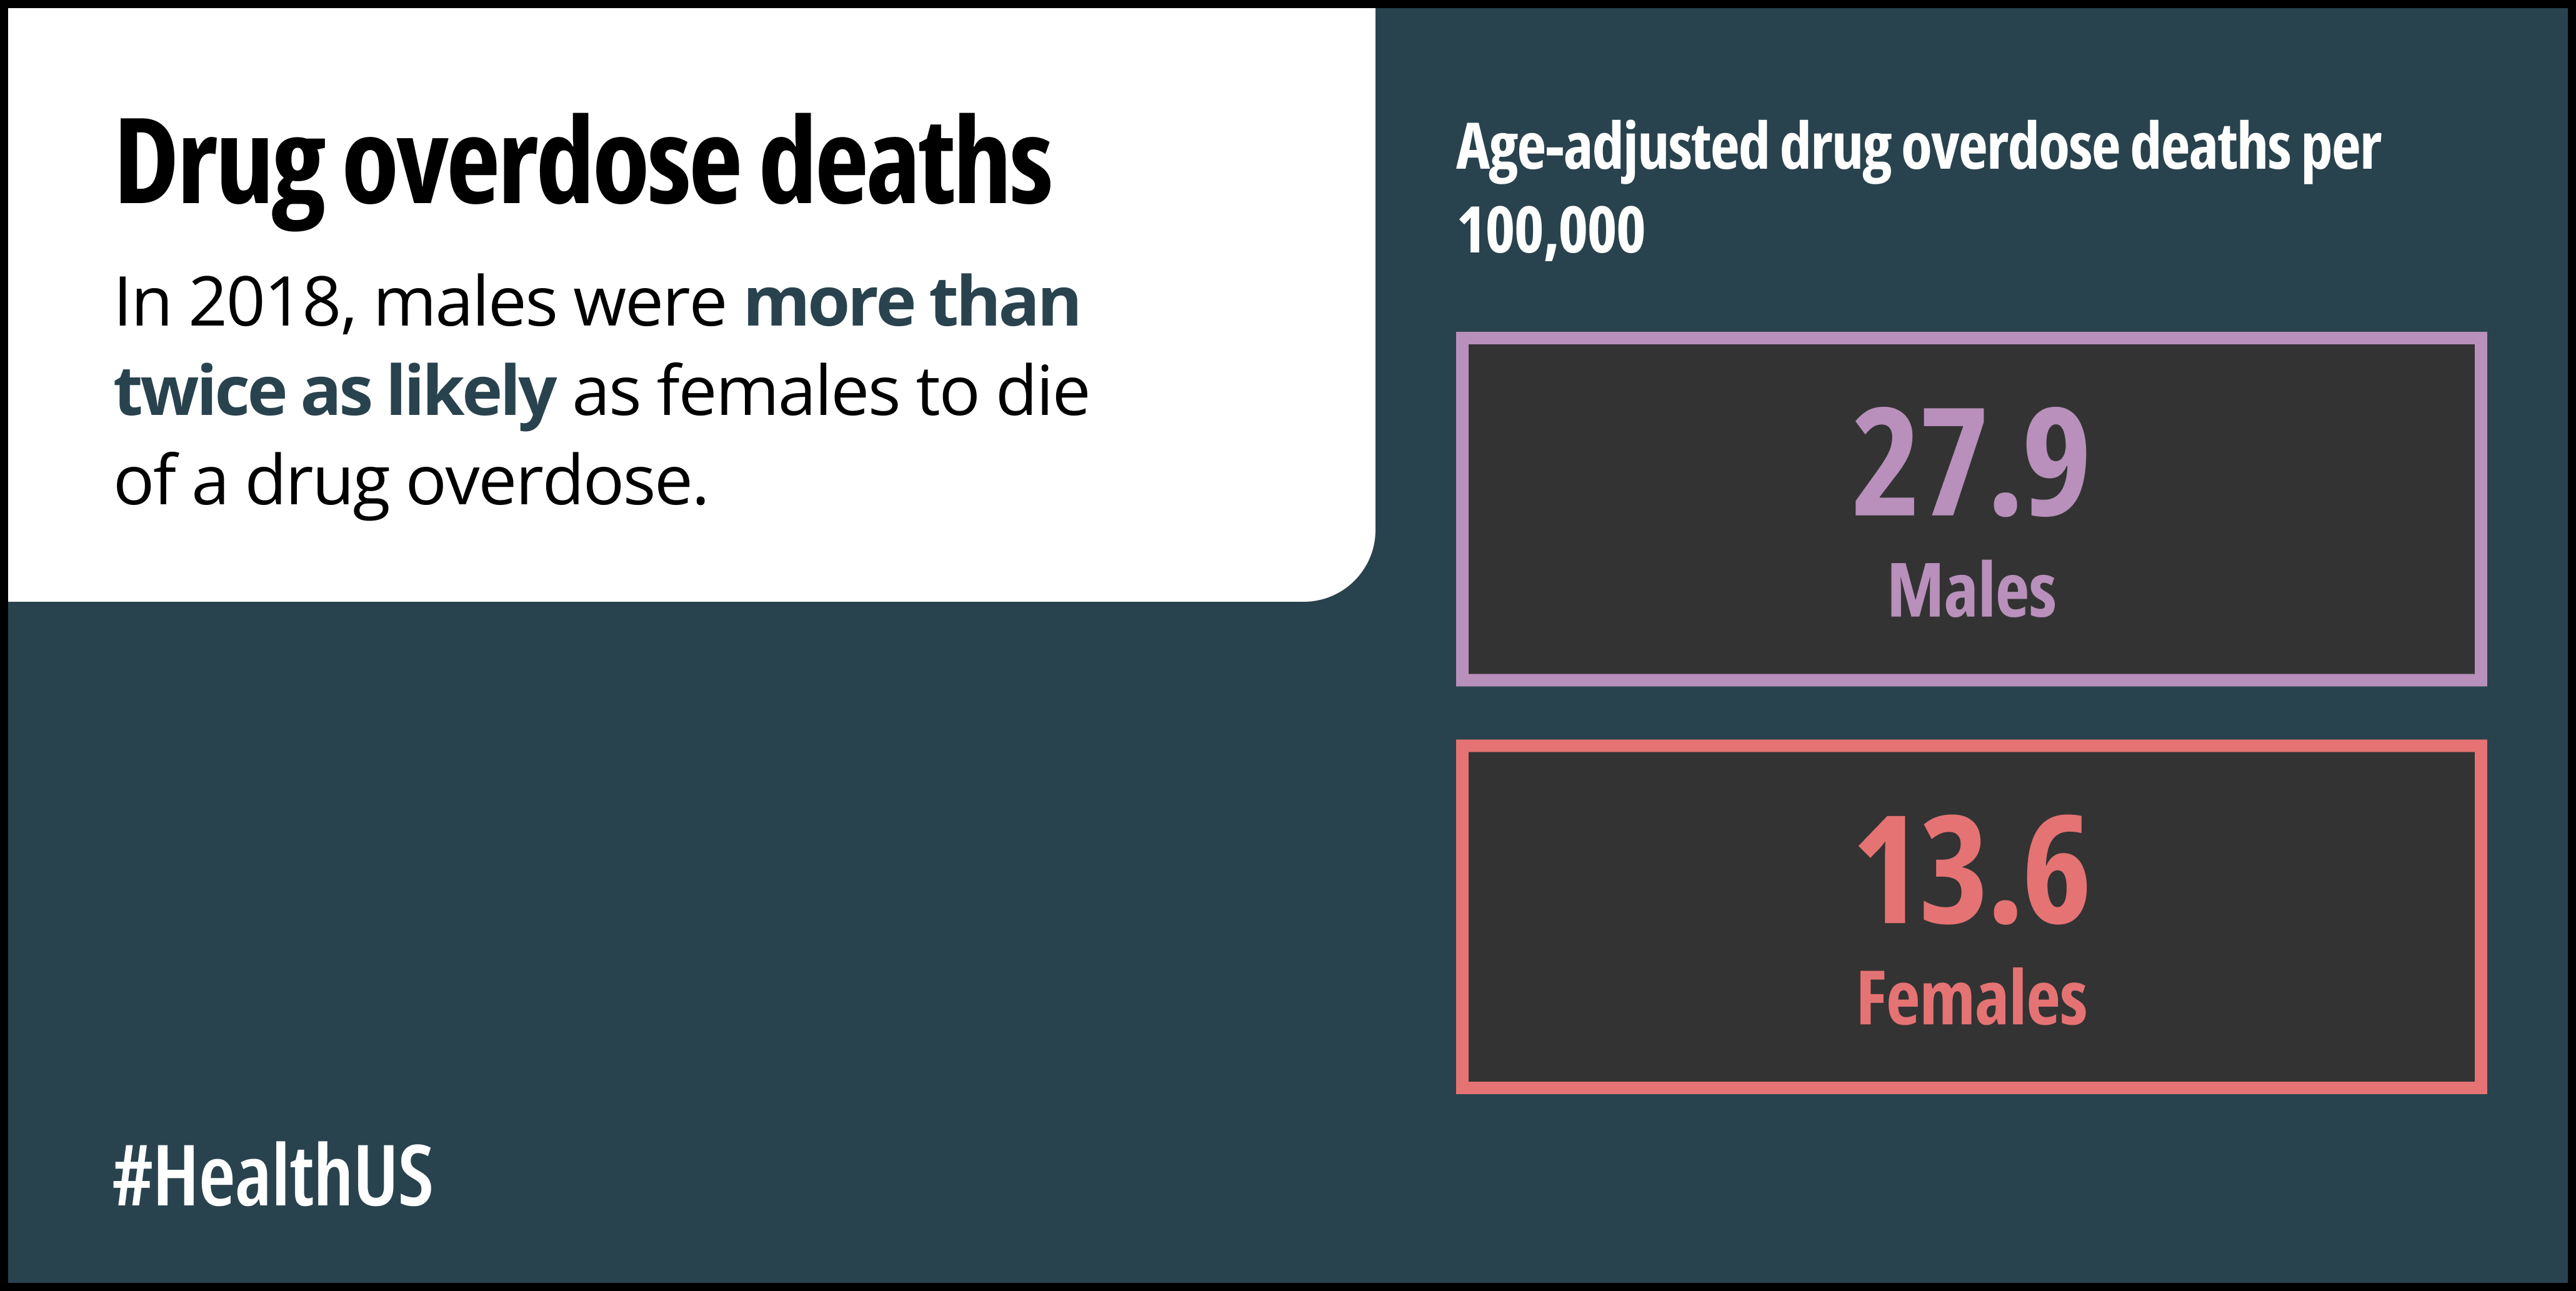 Drug overdose deaths
In 2018, males were more than
twice as likely as females to die
of a drug overdose.
#HealthUS
Age-adjusted drug overdose deaths per
100,000
27.9
Males
13.6
Females